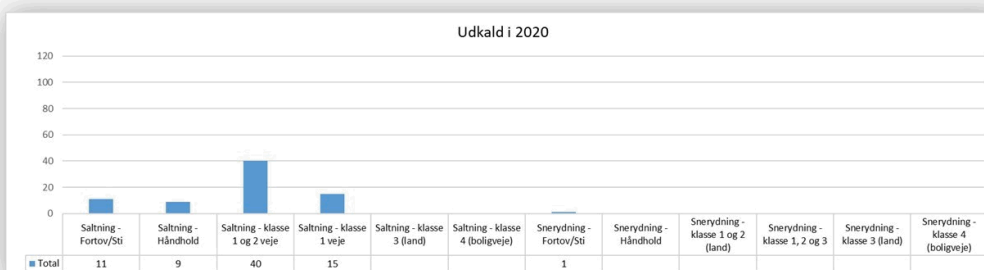 Udkald i 2020
120
100
80
60
40
20
0
Saltning - Fortov/Sti
Saltning - Håndhold
Saltning - klasse 1 og 2 veje
Saltning - klasse 1 veje
Saltning - klasse 3 (land)
Saltning - klasse 4 (boligveje)
Snerydning - Fortov/Sti
Snerydning - Håndhold
Snerydning - klasse 1 og 2 (land)
Snerydning - klasse 1, 2 og 3
Snerydning - klasse 3 (land)
Snerydning - klasse 4 (boligveje)
Total 11 9 40 15 1